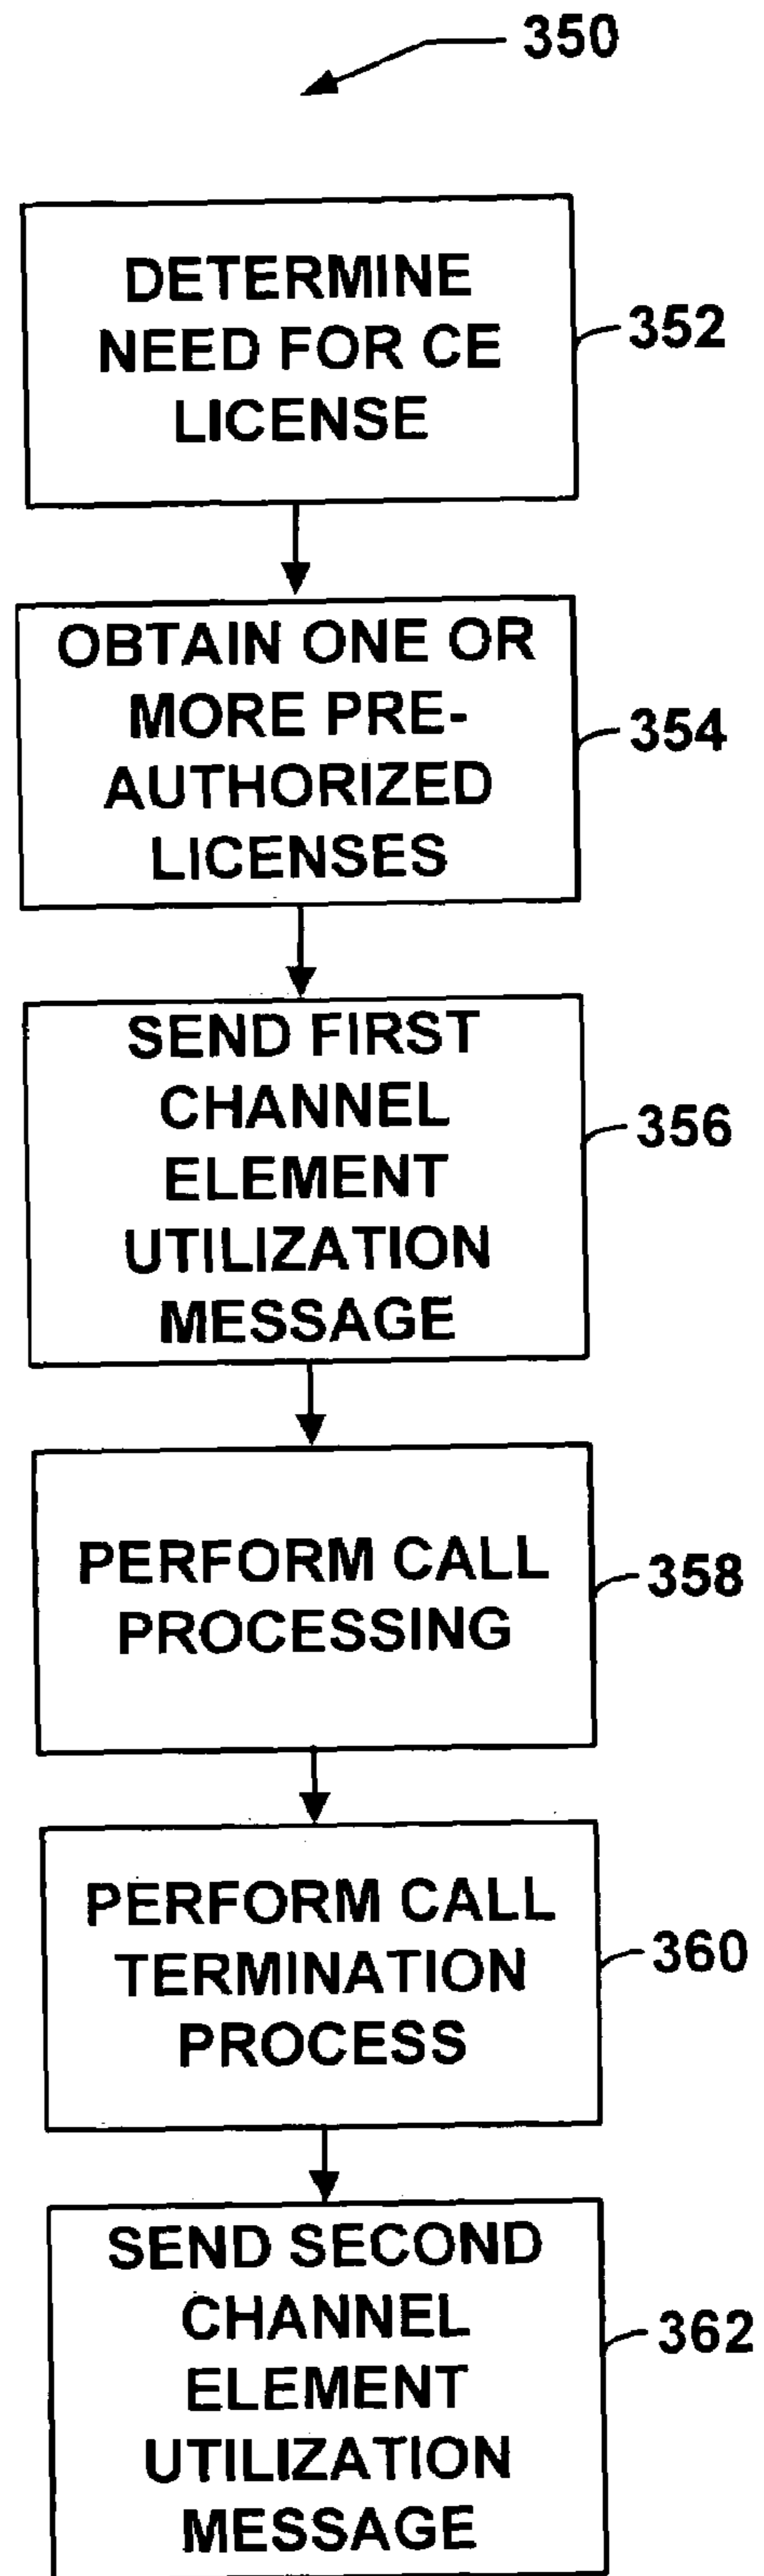 350
DETERMINE
NEED FOR CE
LICENSE
352
OBTAIN ONE OR
MORE PRE-
AUTHORIZED
LICENSES
354
SEND FIRST
CHANNEL
ELEMENT
UTILIZATION
MESSAGE
356
PERFORM CALL
PROCESSING
358
PERFORM CALL
TERMINATION
PROCESS
360
SEND SECOND
CHANNEL
ELEMENT
UTILIZATION
MESSAGE
362